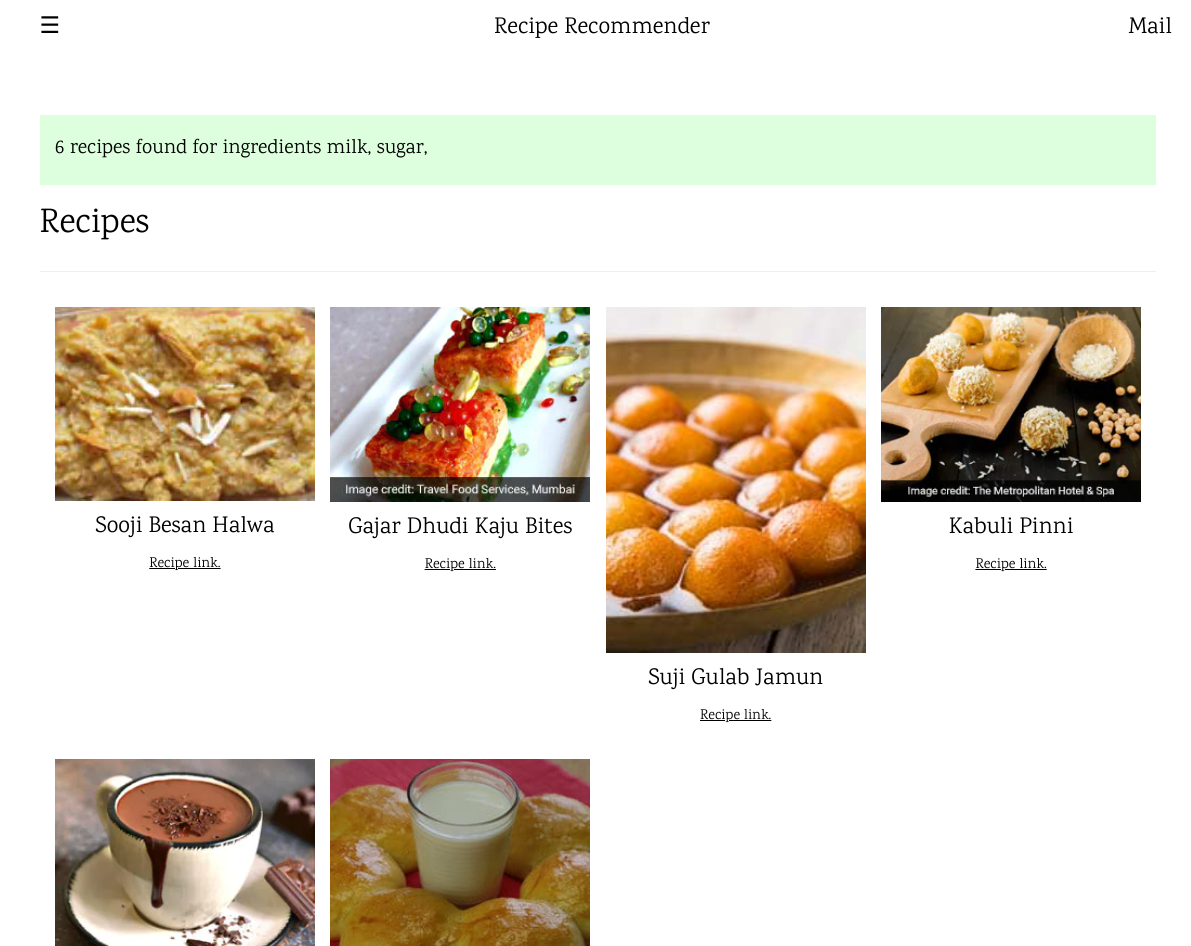 ☰ Recipe Recommender Mail
6 recipes found for ingredients milk, sugar,
Recipes
Image credit: Travel Food Services, Mumbai
Image credit: The Metropolitan Hotel & Spa
Sooji Besan Halwa
Gajar Dhudi Kaju Bites
Kabuli Pinni
Recipe link.
Recipe link.
Recipe link.
Suji Gulab Jamun
Recipe link.